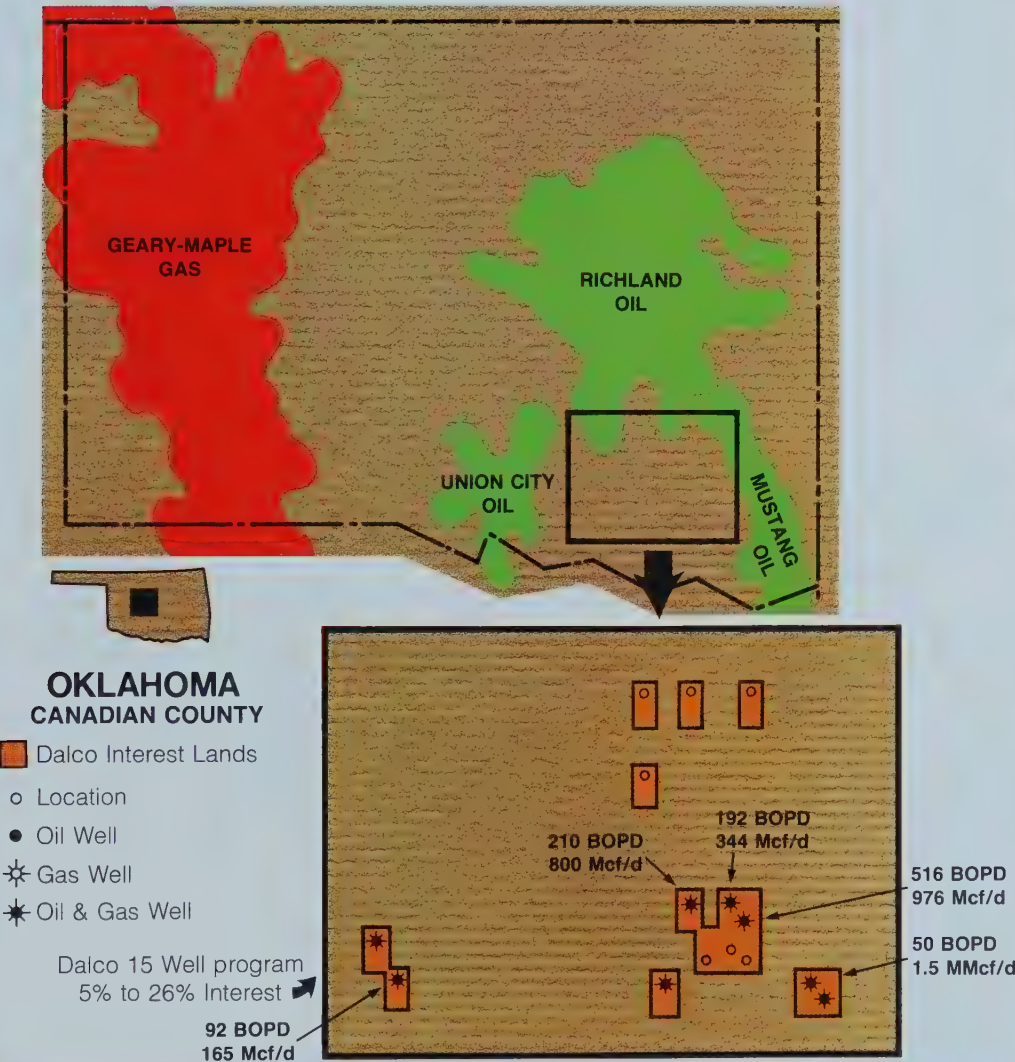 GEARY-MAPLE
GAS
RICHLAND
OIL
UNION CITY
OIL
MUSTANG
OIL
OKLAHOMA
CANADIAN COUNTY
Dalco Interest Lands
Location
Oil Well
Gas Well
Oil & Gas Well
Dalco 15 Well program
5% to 26% Interest
92 BOPD
165 Mcf/d
210 BOPD
800 Mcf/d
192 BOPD
344 Mcf/d
516 BOPD
976 Mcf/d
50 BOPD
1.5 MMcf/d